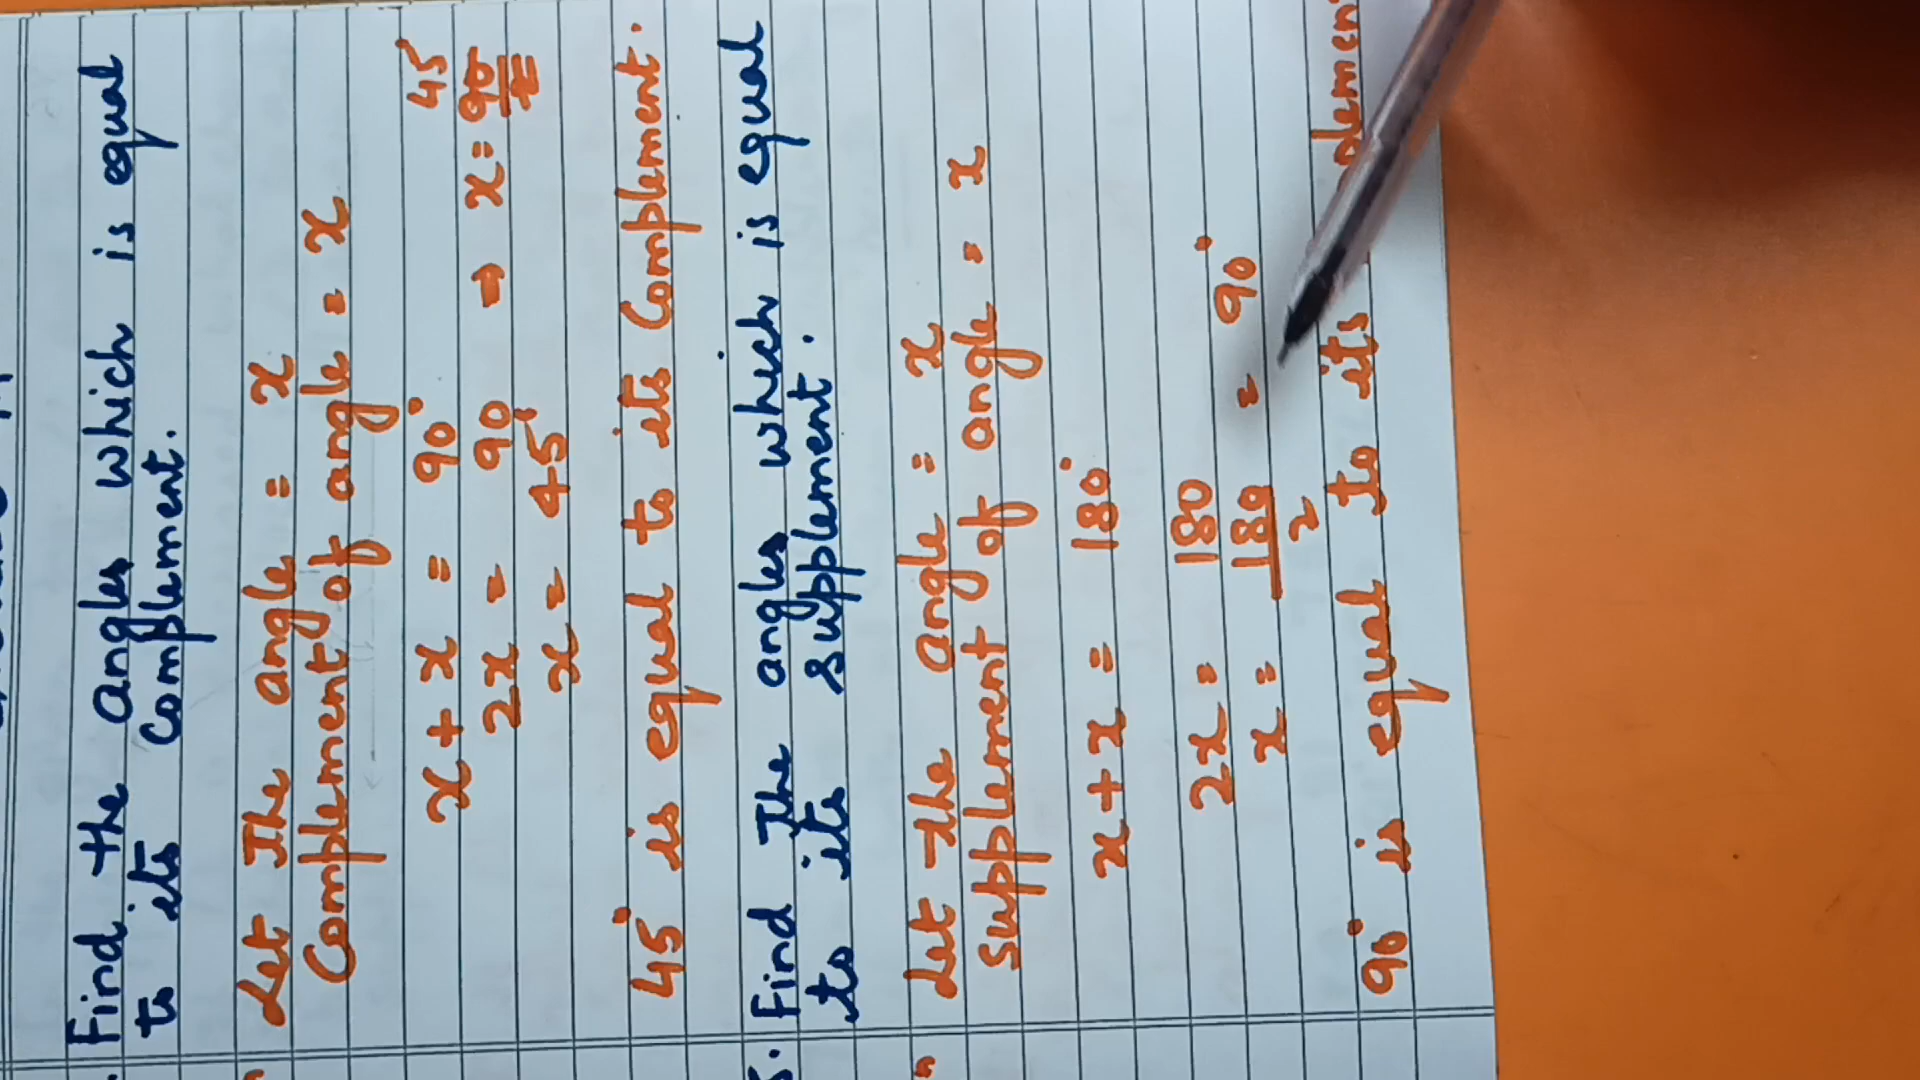 Find the angles which is equal
to its complement.
Let The angle = x
Complement of angle = x
x + x = 90°
45
2x = 90 → x = 90/2
x = 45°
45° is equal to its Complement.
5. Find The angles which is equal
to its supplement.
Let the angle = x
supplement of angle = x
x + x = 180°
2x = 180
x = 180/2 = 90°
90° is equal to its